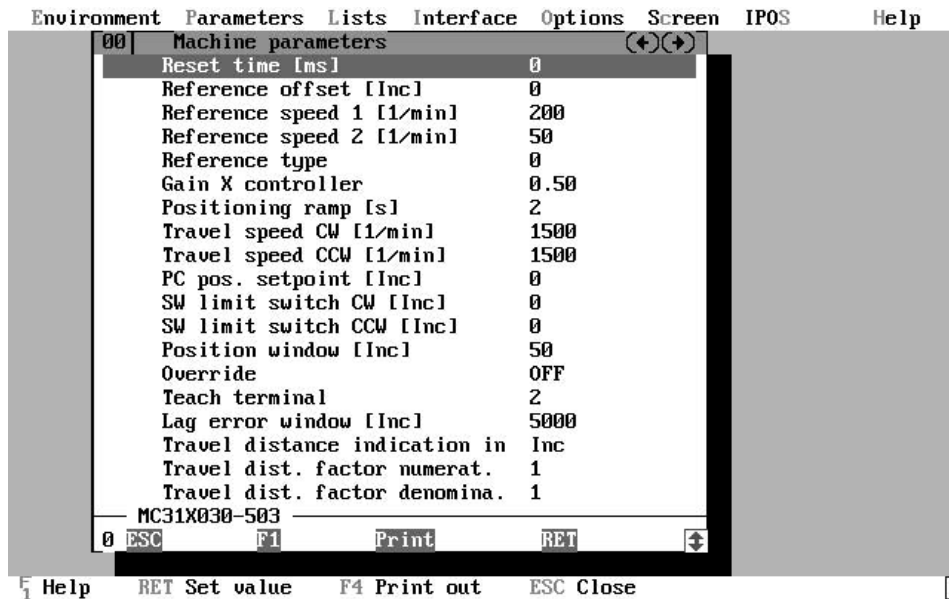 Environment Parameters Lists Interface Options Screen IPOS Help
00 Machine parameters (←)(→)
Reset time [ms] 0
Reference offset [Inc] 0
Reference speed 1 [1/min] 200
Reference speed 2 [1/min] 50
Reference type 0
Gain X controller 0.50
Positioning ramp [s] 2
Travel speed CW [1/min] 1500
Travel speed CCW [1/min] 1500
PC pos. setpoint [Inc] 0
SW limit switch CW [Inc] 0
SW limit switch CCW [Inc] 0
Position window [Inc] 50
Override OFF
Teach terminal 2
Lag error window [Inc] 5000
Travel distance indication in Inc
Travel dist. factor numerat. 1
Travel dist. factor denomina. 1
MC31X030-503
0 ESC F1 Print RET
F1 Help RET Set value F4 Print out ESC Close